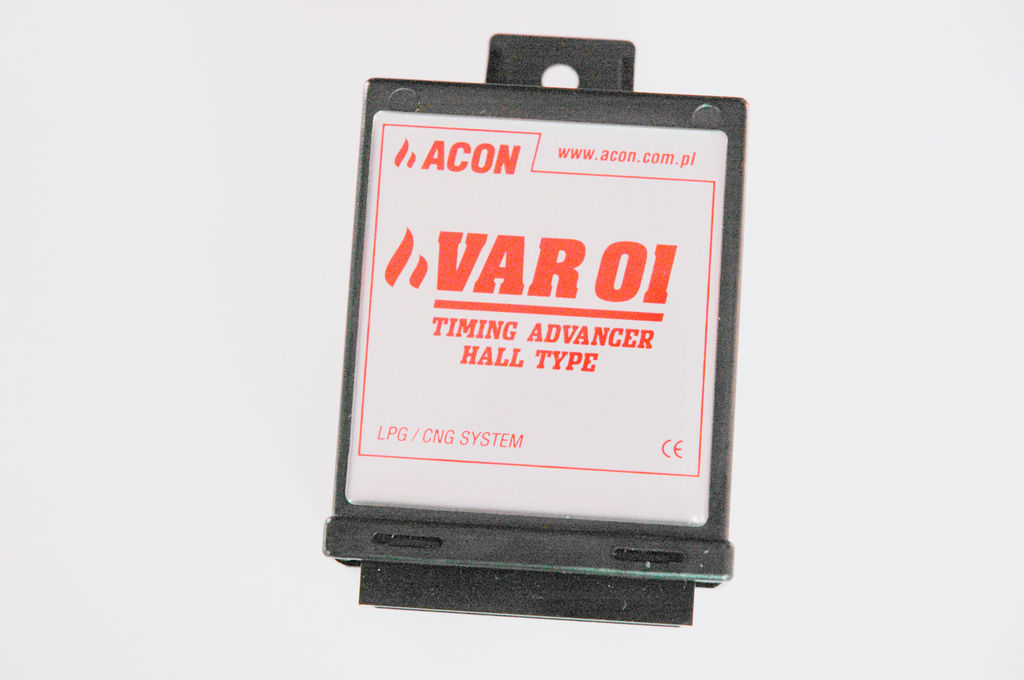 ACON
www.acon.com.pl
VAR 01
TIMING ADVANCER
HALL TYPE
LPG / CNG SYSTEM
CE